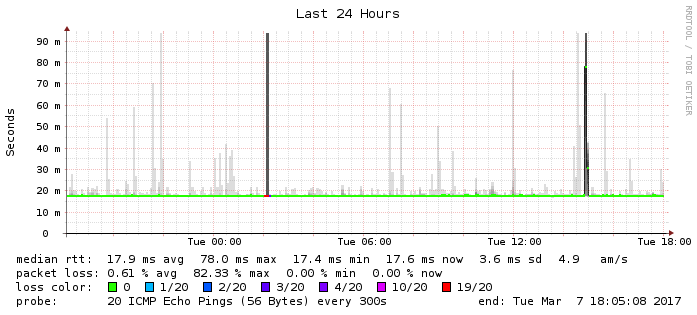 Last 24 Hours
RRDTOOL / TOBI OETIKER
Seconds
90 m
80 m
70 m
60 m
50 m
40 m
30 m
20 m
10 m
0
Tue 00:00 Tue 06:00 Tue 12:00 Tue 18:00
median rtt: 17.9 ms avg 78.0 ms max 17.4 ms min 17.6 ms now 3.6 ms sd 4.9 am/s
packet loss: 0.61 % avg 82.33 % max 0.00 % min 0.00 % now
loss color: 0 1/20 2/20 3/20 4/20 10/20 19/20
probe: 20 ICMP Echo Pings (56 Bytes) every 300s end: Tue Mar 7 18:05:08 2017